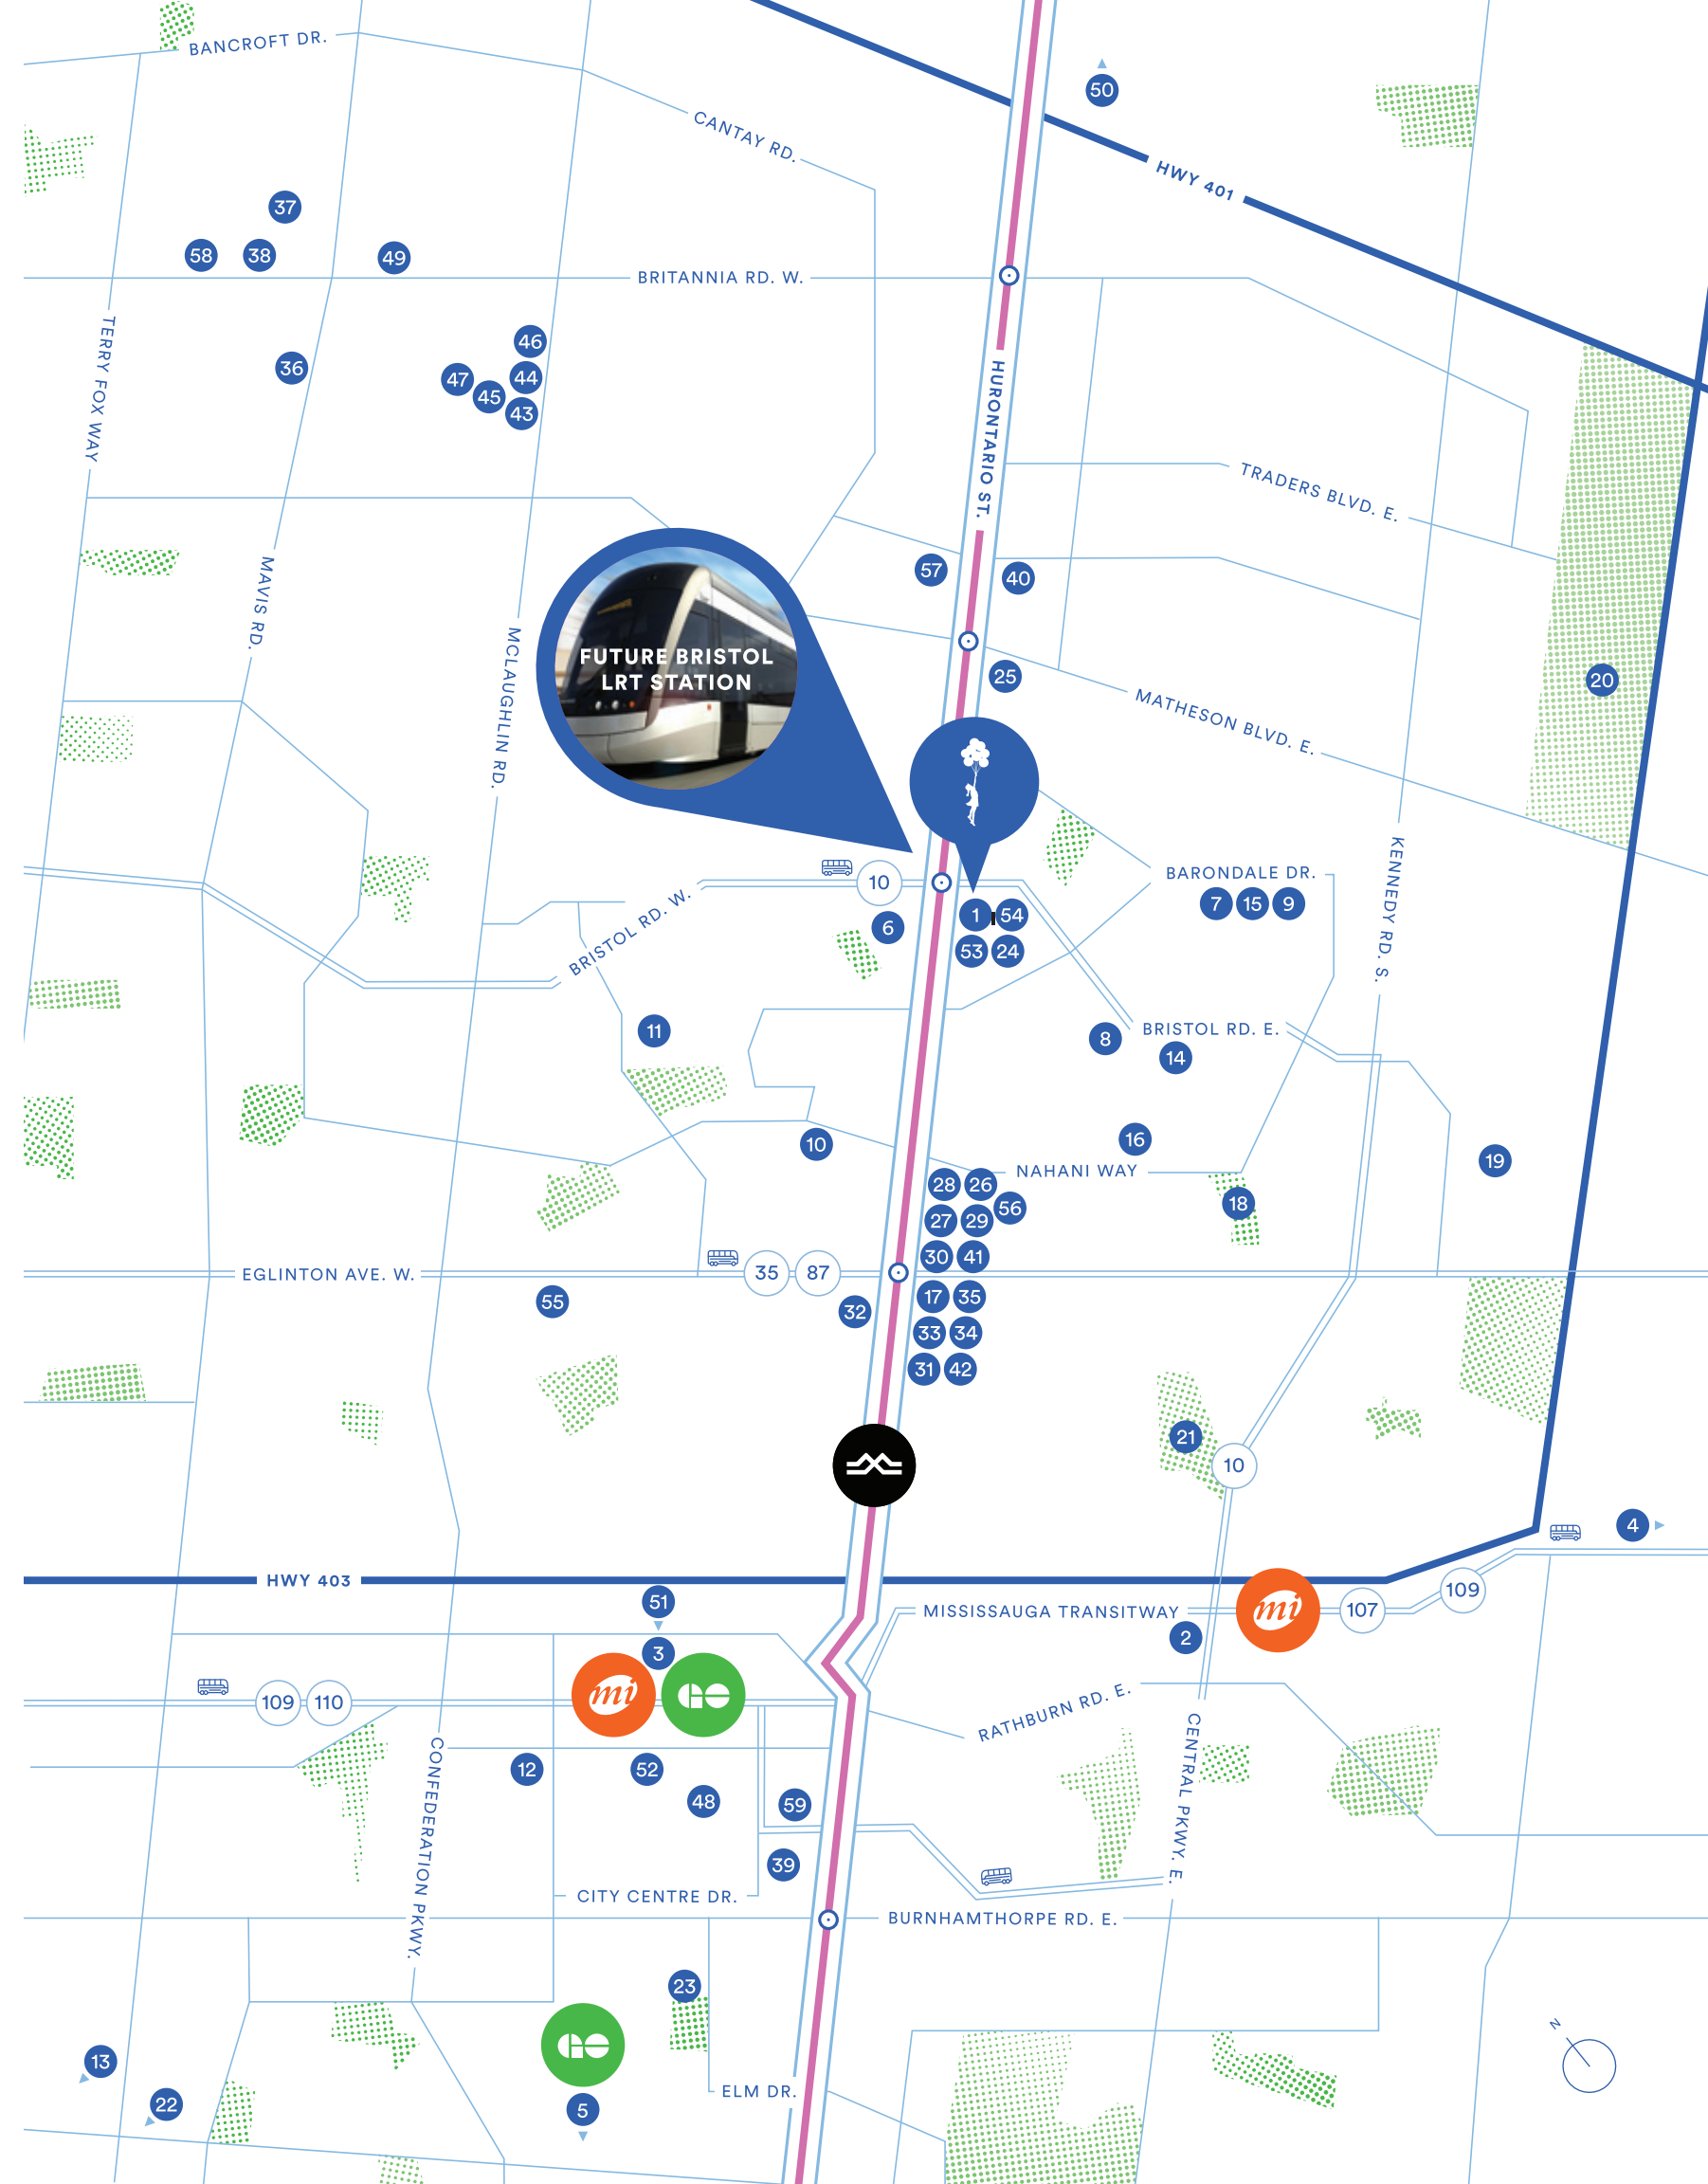 BANCROFT DR.
CANTAY RD.
50
HWY 401
37
58
38
49
BRITANNIA RD. W.
TERRY FOX WAY
36
46
47
44
45
43
HURONTARIO ST.
TRADERS BLVD. E.
MAVIS RD.
57
40
MCLAUGHLIN RD.
FUTURE BRISTOL
LRT STATION
25
20
MATHESON BLVD. E.
KENNEDY RD. S.
10
BARONDALE DR.
7 15 9
BRISTOL RD. W.
6
1 54
53 24
11
8
BRISTOL RD. E.
14
10
16
NAHANI WAY
19
28 26
56
27 29
18
30 41
EGLINTON AVE. W.
35 87
55
32
17 35
33 34
31 42
21
10
4
HWY 403
51
109
MISSISSAUGA TRANSITWAY
mi
107
2
3
mi
GO
109 110
RATHBURN RD. E.
CENTRAL PKWY. E.
CONFEDERATION PKWY.
12
52
48
59
39
CITY CENTRE DR.
BURNHAMTHORPE RD. E.
23
GO
N
13
22
5
ELM DR.